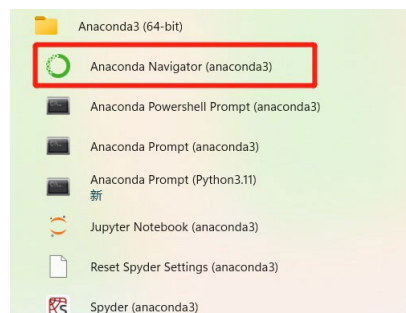 Anaconda3 (64-bit)
Anaconda Navigator (anaconda3)
Anaconda Powershell Prompt (anaconda3)
Anaconda Prompt (anaconda3)
Anaconda Prompt (Python3.11)
新
Jupyter Notebook (anaconda3)
Reset Spyder Settings (anaconda3)
Spyder (anaconda3)